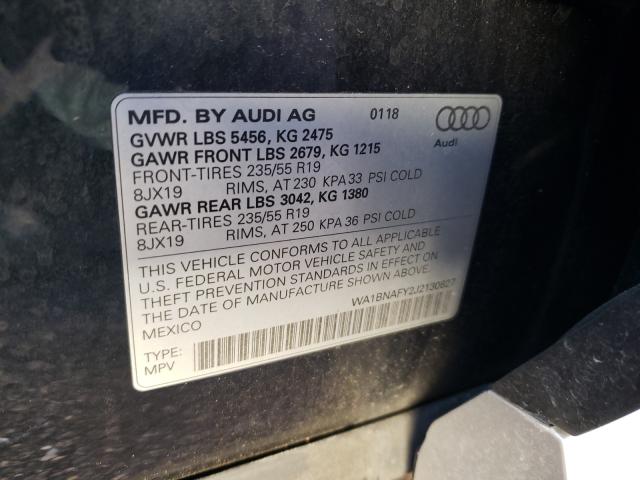 MFD. BY AUDI AG 0118
GVWR LBS 5456, KG 2475
GAWR FRONT LBS 2679, KG 1215
FRONT-TIRES 235/55 R19
8JX19 RIMS, AT 230 KPA 33 PSI COLD
GAWR REAR LBS 3042, KG 1380
REAR-TIRES 235/55 R19
8JX19 RIMS, AT 250 KPA 36 PSI COLD
Audi
THIS VEHICLE CONFORMS TO ALL APPLICABLE
U.S. FEDERAL MOTOR VEHICLE SAFETY AND
THEFT PREVENTION STANDARDS IN EFFECT ON
THE DATE OF MANUFACTURE SHOWN ABOVE.
MEXICO WA1BNAFY2J2130827
TYPE:
MPV